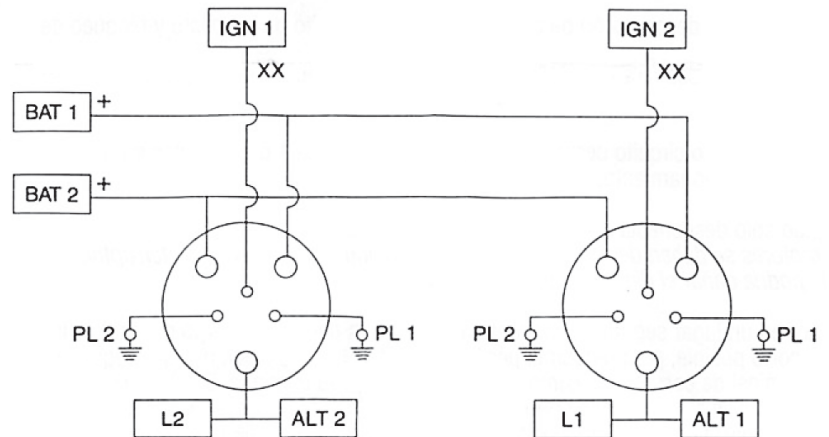 IGN 1
IGN 2
XX
XX
BAT 1
+
BAT 2
+
PL 2
PL 1
PL 2
PL 1
L2
ALT 2
L1
ALT 1